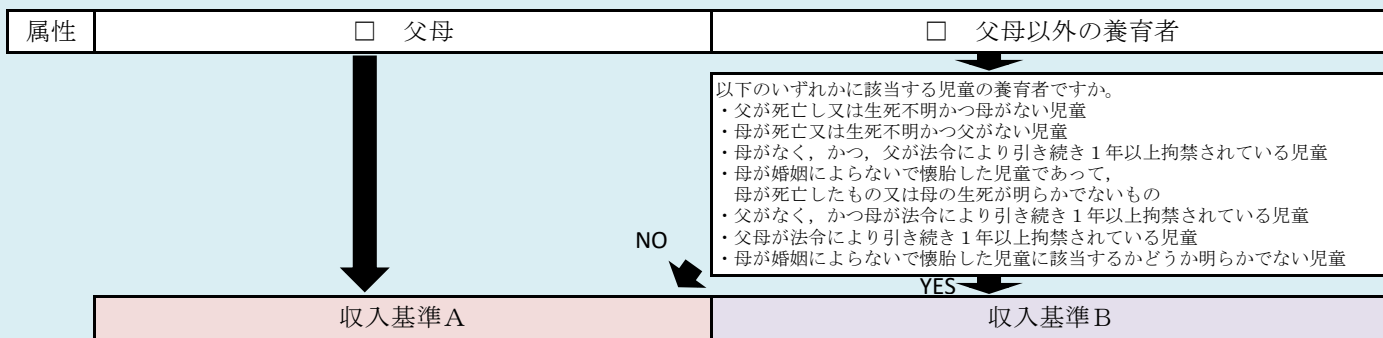 属性
□　父母
□　父母以外の養育者
以下のいずれかに該当する児童の養育者ですか。
・父が死亡し又は生死不明かつ母がない児童
・母が死亡又は生死不明かつ父がない児童
・母がなく，かつ，父が法令により引き続き１年以上拘禁されている児童
・母が婚姻によらないで懐胎した児童であって，
　母が死亡したもの又は母の生死が明らかでないもの
・父がなく，かつ母が法令により引き続き１年以上拘禁されている児童
・父母が法令により引き続き１年以上拘禁されている児童
・母が婚姻によらないで懐胎した児童に該当するかどうか明らかでない児童
NO
YES
収入基準Ａ
収入基準Ｂ